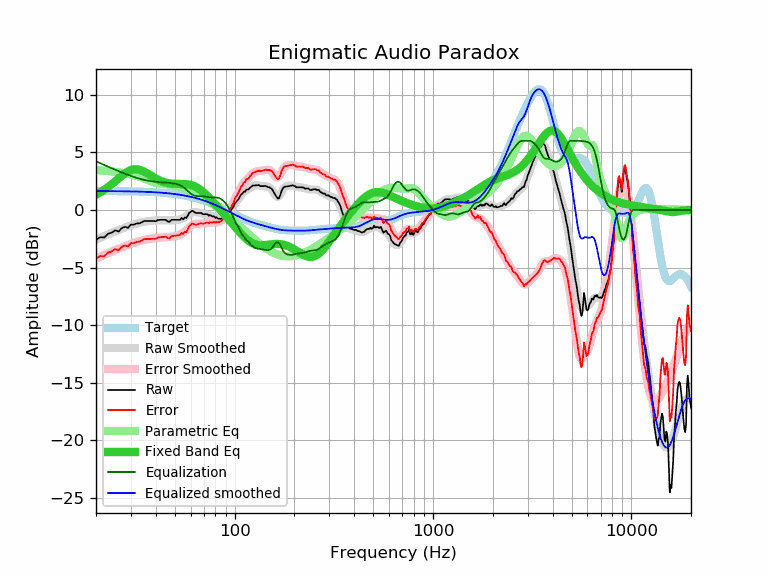 Enigmatic Audio Paradox
10
5
0
−5
−10
−15
−20
−25
Amplitude (dBr)
Target
Raw Smoothed
Error Smoothed
Raw
Error
Parametric Eq
Fixed Band Eq
Equalization
Equalized smoothed
100
1000
10000
Frequency (Hz)